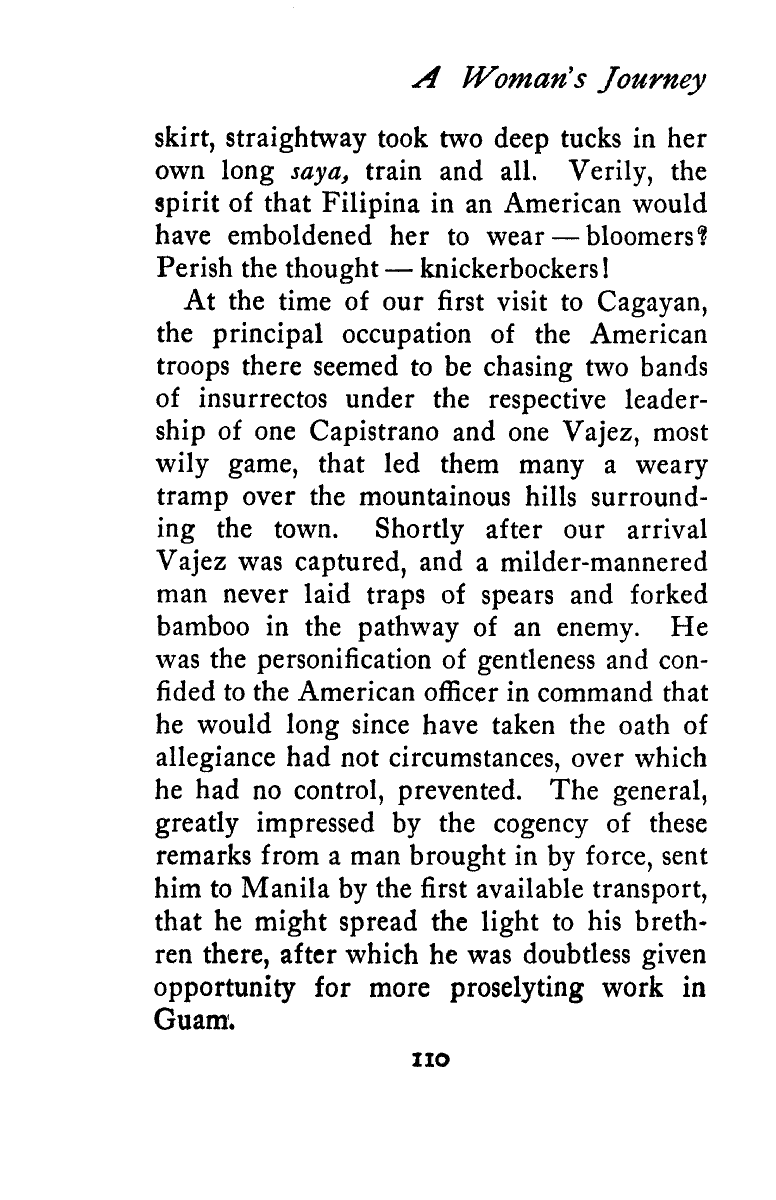 A Woman's Journey
skirt, straightway took two deep tucks in her
own long saya, train and all. Verily, the
spirit of that Filipina in an American would
have emboldened her to wear — bloomers?
Perish the thought — knickerbockers!
At the time of our first visit to Cagayan,
the principal occupation of the American
troops there seemed to be chasing two bands
of insurrectos under the respective leader-
ship of one Capistrano and one Vajez, most
wily game, that led them many a weary
tramp over the mountainous hills surround-
ing the town. Shortly after our arrival
Vajez was captured, and a milder-mannered
man never laid traps of spears and forked
bamboo in the pathway of an enemy. He
was the personification of gentleness and con-
fided to the American officer in command that
he would long since have taken the oath of
allegiance had not circumstances, over which
he had no control, prevented. The general,
greatly impressed by the cogency of these
remarks from a man brought in by force, sent
him to Manila by the first available transport,
that he might spread the light to his breth-
ren there, after which he was doubtless given
opportunity for more proselyting work in
Guam.
110